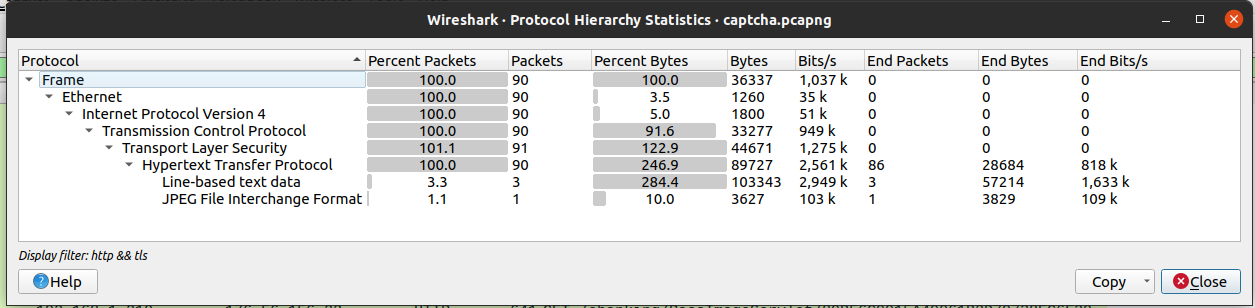 Wireshark · Protocol Hierarchy Statistics · captcha.pcapng
Protocol Percent Packets Packets Percent Bytes Bytes Bits/s End Packets End Bytes End Bits/s
Frame 100.0 90 100.0 36337 1,037 k 0 0 0
Ethernet 100.0 90 3.5 1260 35 k 0 0 0
Internet Protocol Version 4 100.0 90 5.0 1800 51 k 0 0 0
Transmission Control Protocol 100.0 90 91.6 33277 949 k 0 0 0
Transport Layer Security 101.1 91 122.9 44671 1,275 k 0 0 0
Hypertext Transfer Protocol 100.0 90 246.9 89727 2,561 k 86 28684 818 k
Line-based text data 3.3 3 284.4 103343 2,949 k 3 57214 1,633 k
JPEG File Interchange Format 1.1 1 10.0 3627 103 k 1 3829 109 k
Display filter: http && tls
Help Copy Close